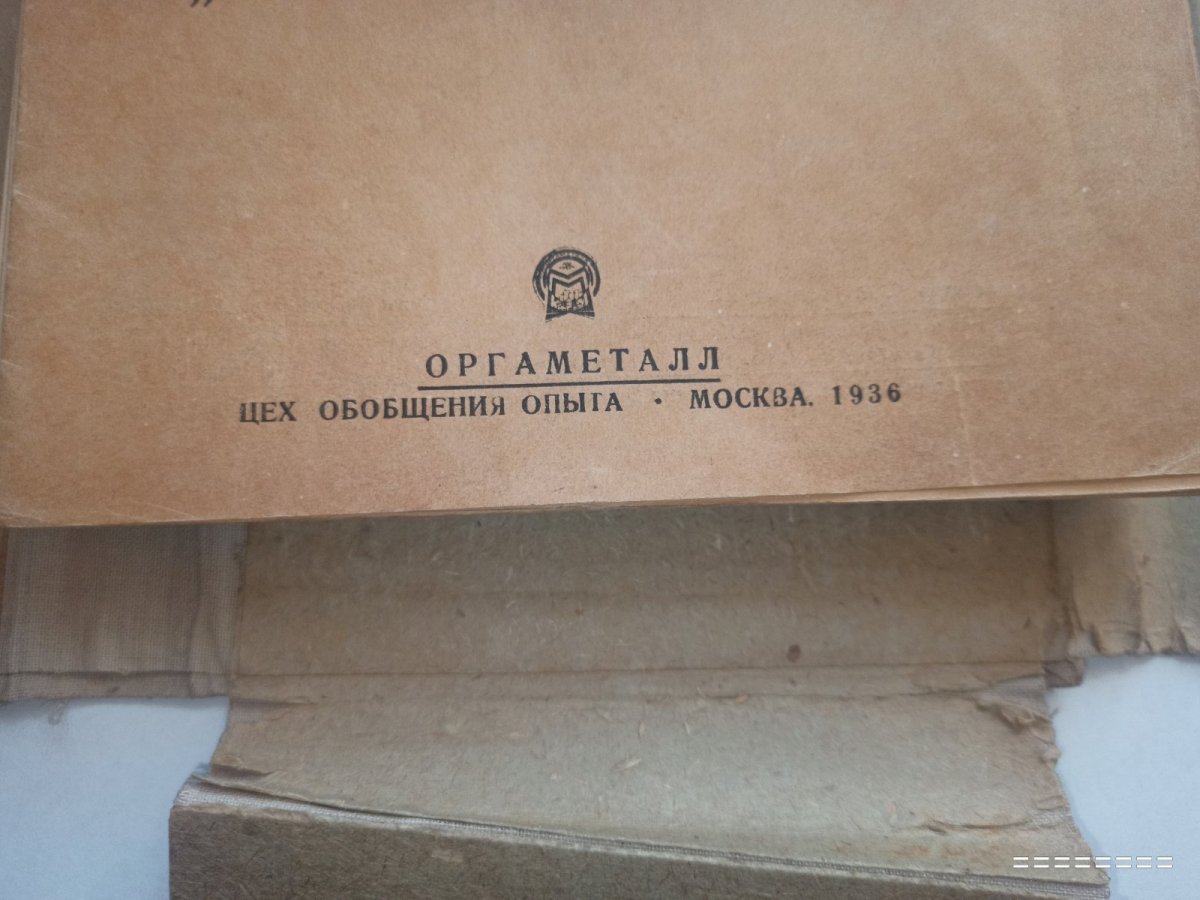 „
ОРГАМЕТАЛЛ
ЦЕХ ОБОБЩЕНИЯ ОПЫТА • МОСКВА. 1936
========